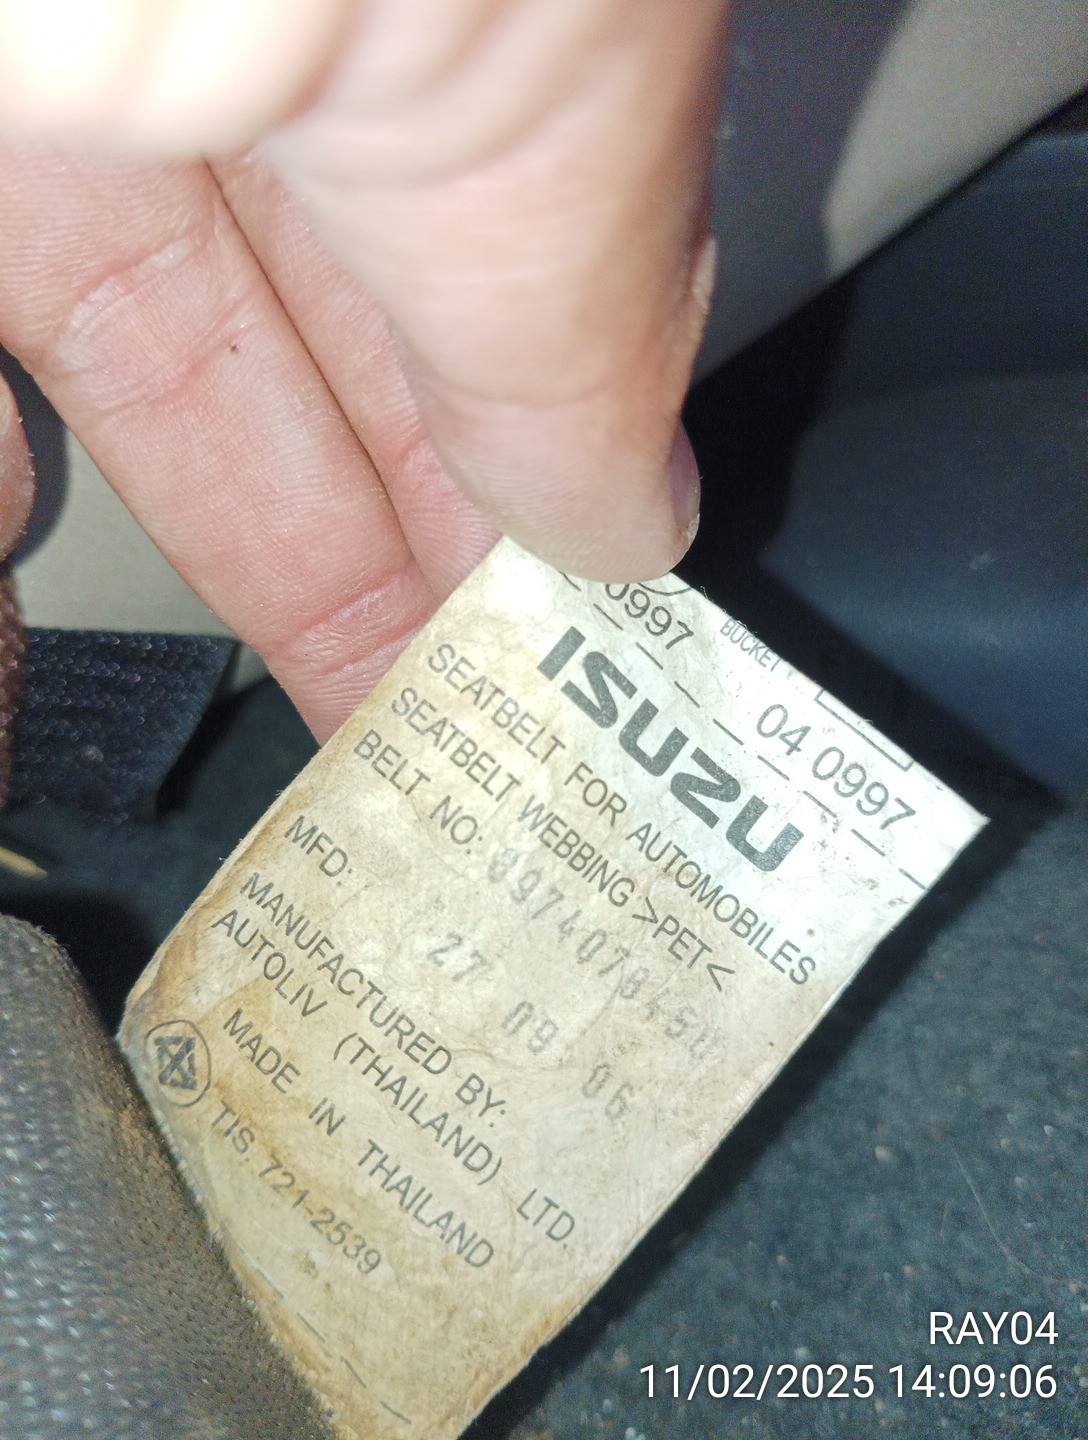 0997
BUCKET
04 0997
ISUZU
SEATBELT FOR AUTOMOBILES
SEATBELT WEBBING >PET<
BELT NO:
MFD: 27 09 06
MANUFACTURED BY:
AUTOLIV (THAILAND) LTD.
MADE IN THAILAND
TIS. 721-2539
RAY04
11/02/2025 14:09:06